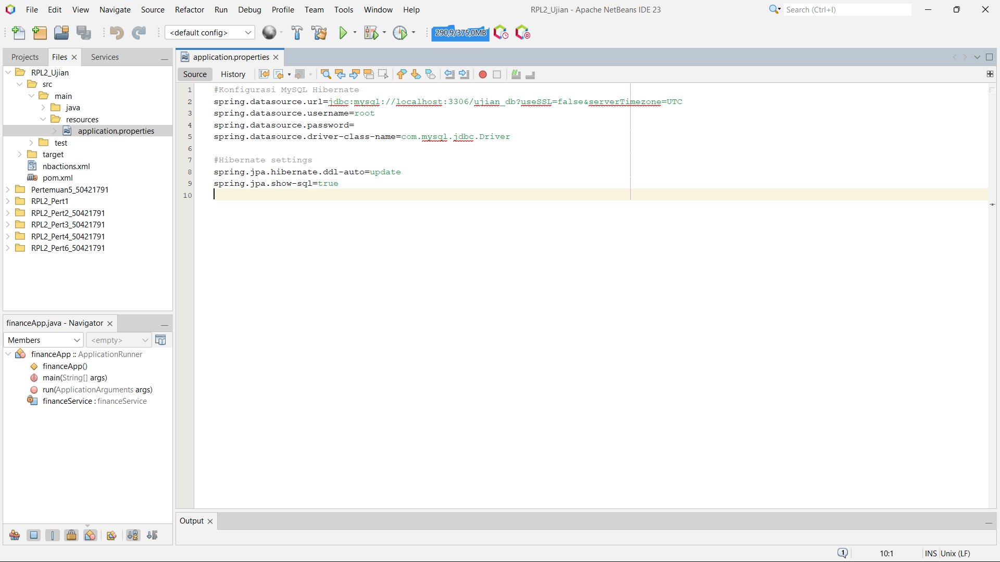 File Edit View Navigate Source Refactor Run Debug Profile Team Tools Window Help
RPL2_Ujian - Apache NetBeans IDE 23
Search (Ctrl+I)
<default config>
290,9/375,0MB
Projects Files Services
RPL2_Ujian
src
main
java
resources
application.properties
test
target
nbactions.xml
pom.xml
Pertemuan5_50421791
RPL2_Pert1
RPL2_Pert2_50421791
RPL2_Pert3_50421791
RPL2_Pert4_50421791
RPL2_Pert6_50421791
financeApp.java - Navigator
Members <empty>
financeApp :: ApplicationRunner
financeApp()
main(String[] args)
run(ApplicationArguments args)
financeService : financeService
application.properties
Source History
1 #Konfigurasi MySQL Hibernate
2 spring.datasource.url=jdbc:mysql://localhost:3306/ujian_db?useSSL=false&serverTimezone=UTC
3 spring.datasource.username=root
4 spring.datasource.password=
5 spring.datasource.driver-class-name=com.mysql.jdbc.Driver
6
7 #Hibernate settings
8 spring.jpa.hibernate.ddl-auto=update
9 spring.jpa.show-sql=true
10
Output
1 10:1 INS Unix (LF)